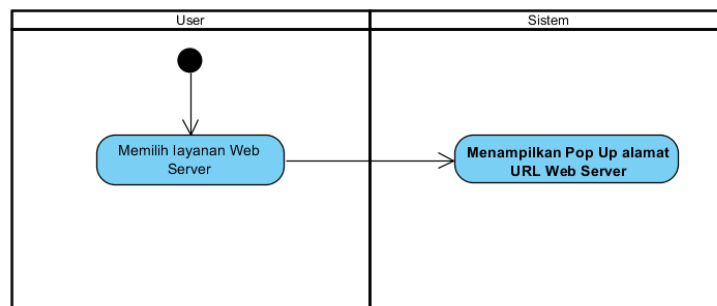 User
Sistem
Memilih layanan Web
Server
Menampilkan Pop Up alamat
URL Web Server